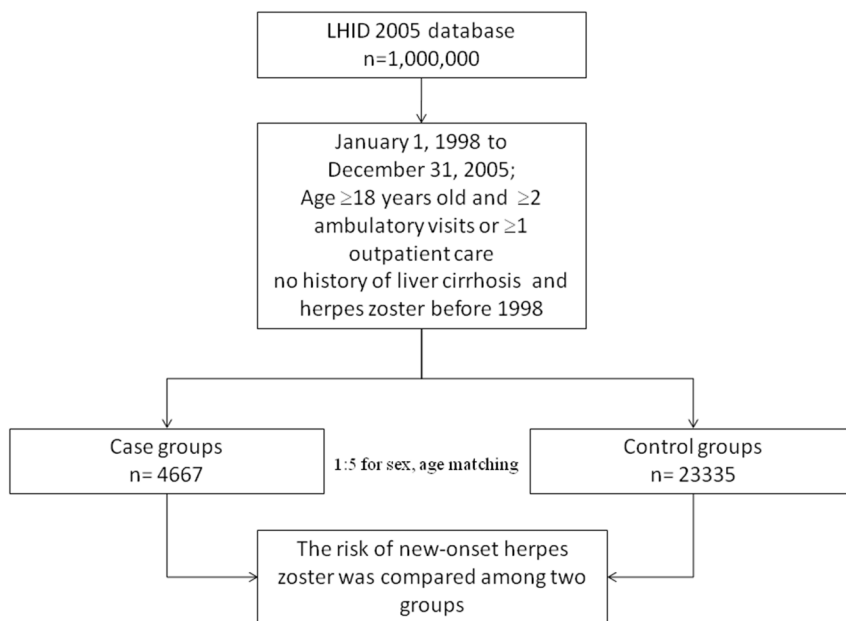 LHID 2005 database
n=1,000,000
January 1, 1998 to
December 31, 2005;
Age ≥18 years old and ≥2
ambulatory visits or ≥1
outpatient care
no history of liver cirrhosis and
herpes zoster before 1998
Case groups
n= 4667
1:5 for sex, age matching
Control groups
n= 23335
The risk of new-onset herpes
zoster was compared among two
groups